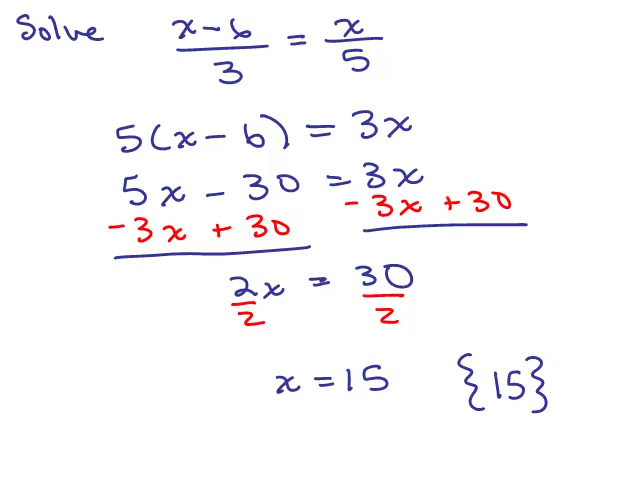 Solve (x-6)/3 = x/5
5(x-6) = 3x
5x - 30 = 3x
-3x + 30 -3x + 30
2x = 30
2 2
x = 15 {15}